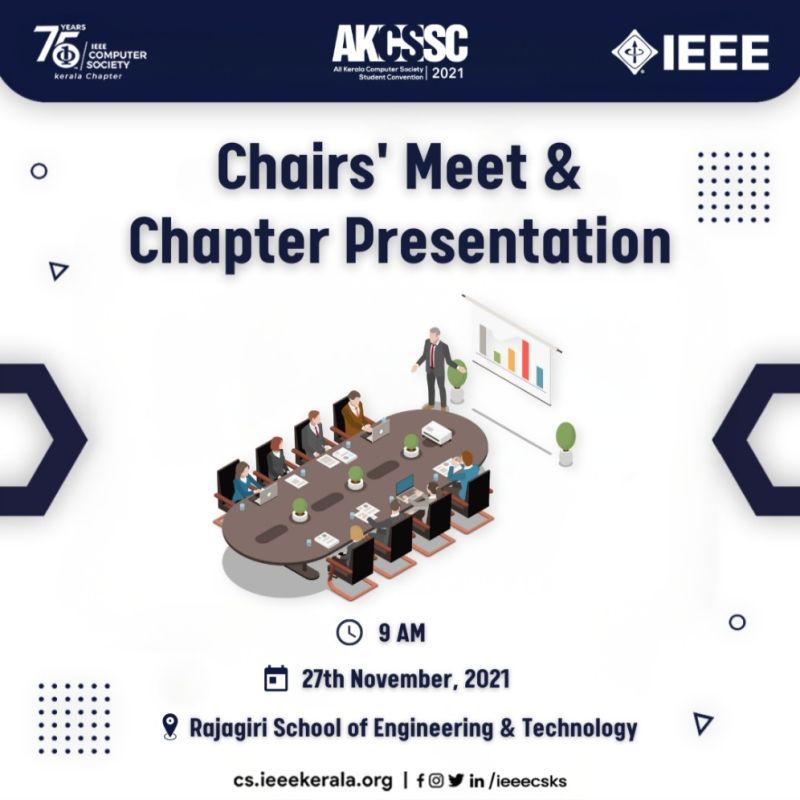 75 YEARS
IEEE
COMPUTER
SOCIETY
kerala Chapter
AKCSSC
All Kerala Computer Society
Student Convention | 2021
IEEE
Chairs' Meet &
Chapter Presentation
9 AM
27th November, 2021
Rajagiri School of Engineering & Technology
cs.ieeekerala.org | /ieeecsks